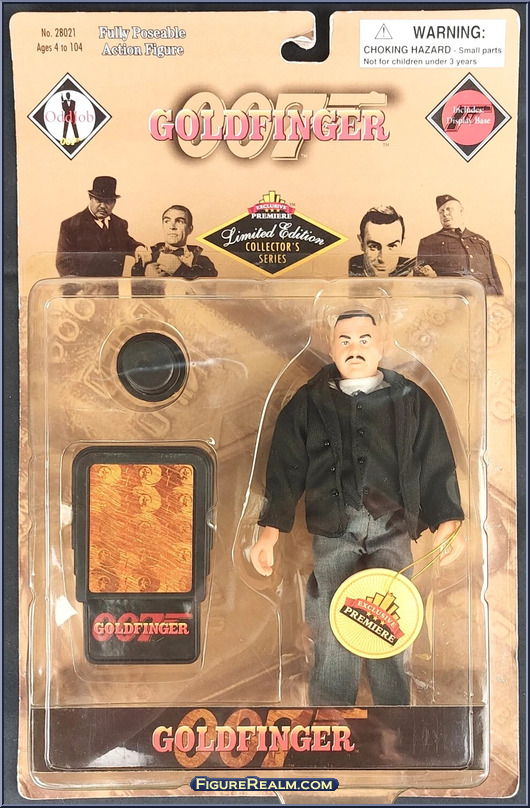 No. 28021
Ages 4 to 104
Fully Poseable
Action Figure
WARNING:
CHOKING HAZARD - Small parts
Not for children under 3 years
Oddjob
007
Includes:
Display Base
007
GOLDFINGER™
EXCLUSIVE
PREMIERE™
Limited Edition
COLLECTOR'S
SERIES
007
GOLDFINGER
EXCLUSIVE
PREMIERE
007
GOLDFINGER
FIGUREREALM.COM